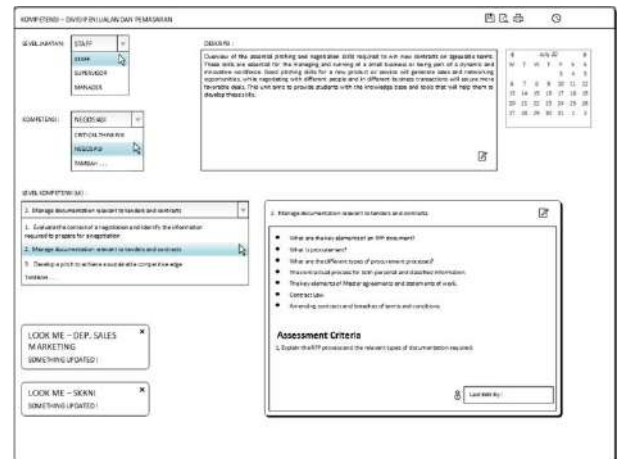 KOMPETENSI – DIVISI PENJUALAN DAN PEMASARAN
LEVEL JABATAN:
STAFF
STAFF
SUPERVISOR
MANAGER
DESKRIPSI :
Overview of the essential pitching and negotiation skills required to win new contracts on agreeable terms.
These skills are essential for the managing and running of a small business or being part of a dynamic and
innovative workforce. Good pitching skills for a new product or service will generate sales and networking
opportunities, while negotiating with different people and in different business transactions will secure more
favorable deals. This unit aims to provide students with the knowledge base and tools that will help them to
develop these skills.
KOMPETENSI :
NEGOSIASI
CRITICAL THINKING
NEGOSIASI
TAMBAH . . .
LEVEL KOMPETENSI
2. Manage documentation relevant to tenders and contracts
1. Evaluate the context of a negotiation and identify the information
required to prepare for a negotiation
2. Manage documentation relevant to tenders and contracts
3. Develop a pitch to achieve a sustainable competitive edge
TAMBAH . . .
2. Manage documentation relevant to tenders and contracts
What are the key elements of an RFP document?
What is procurement?
What are the different types of procurement processes?
The contractual process for both personal and classified information.
The key elements of Master agreements and statements of work.
Contract Law.
Amending contracts and breaches of terms and conditions.
Assessment Criteria
1. Explain the RFP process and the relevant types of documentation required.
Last Edit By :
LOOK ME – DEP. SALES
MARKETING
SOMETHING UPDATED !
LOOK ME – SKKNI
SOMETHING UPDATED !